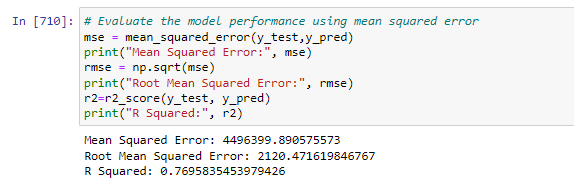 In [710]: # Evaluate the model performance using mean squared error
mse = mean_squared_error(y_test,y_pred)
print("Mean Squared Error:", mse)
rmse = np.sqrt(mse)
print("Root Mean Squared Error:", rmse)
r2=r2_score(y_test, y_pred)
print("R Squared:", r2)
Mean Squared Error: 4496399.890575573
Root Mean Squared Error: 2120.471619846767
R Squared: 0.7695835453979426